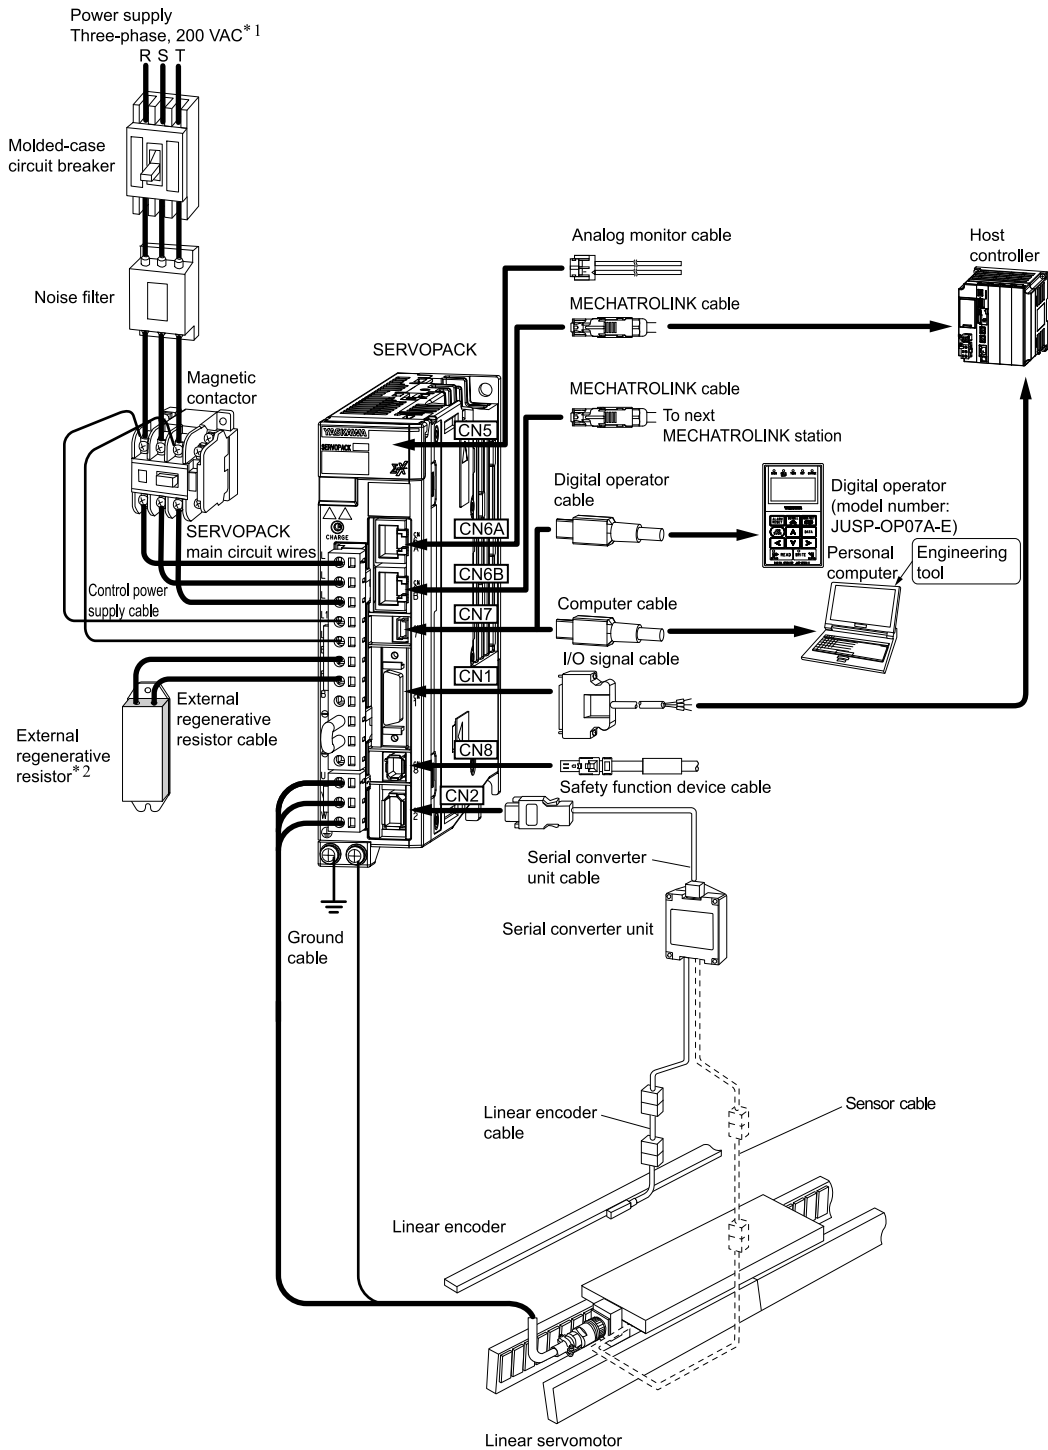 Power supply
Three-phase, 200 VAC*1
R S T
Molded-case
circuit breaker
Noise filter
Magnetic
contactor
SERVOPACK
Analog monitor cable
MECHATROLINK cable
Host
controller
MECHATROLINK cable
To next
MECHATROLINK station
YASKAWA
SERVOPACK
CN5
CHARGE
CN6A
CN6B
CN7
CN1
CN8
CN2
SERVOPACK
main circuit wires
Control power
supply cable
Digital operator
cable
Digital operator
(model number:
JUSP-OP07A-E)
Personal
computer
Engineering
tool
Computer cable
I/O signal cable
External
regenerative
resistor cable
External
regenerative
resistor*2
Safety function device cable
Serial converter
unit cable
Serial converter unit
Ground
cable
Linear encoder
cable
Sensor cable
Linear encoder
Linear servomotor